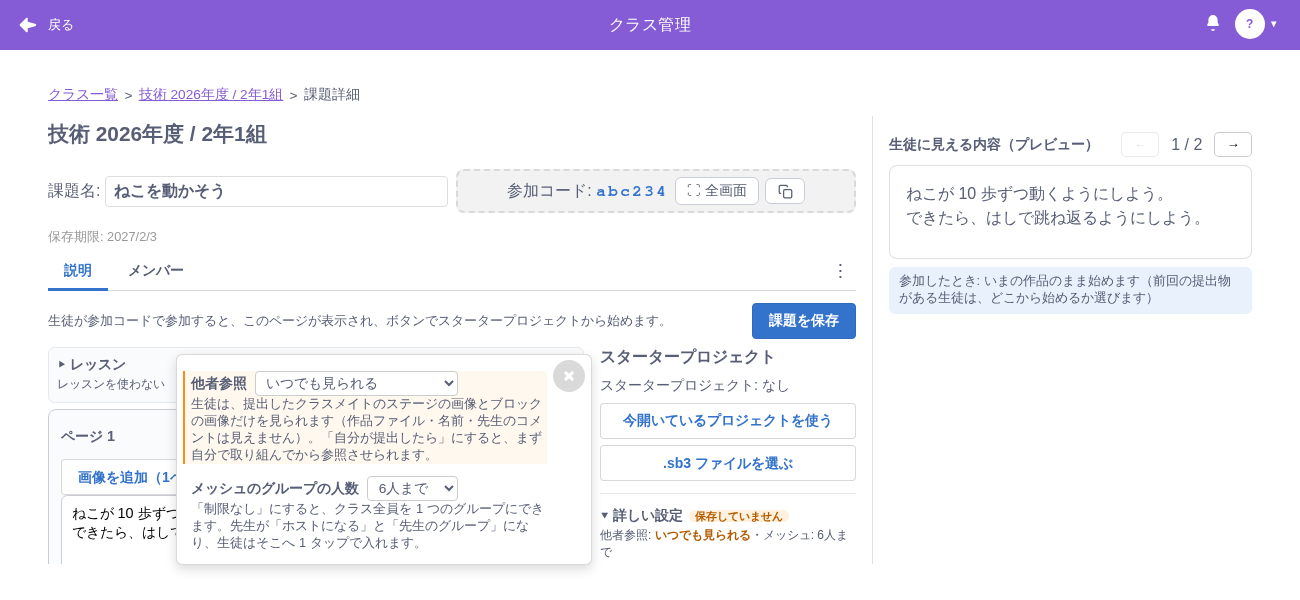 戻る
クラス管理
?
▼
クラス一覧 > 技術 2026年度 / 2年1組 > 課題詳細
技術 2026年度 / 2年1組
課題名: ねこを動かそう
参加コード: abc234 全画面
保存期限: 2027/2/3
説明 メンバー
⋮
生徒が参加コードで参加すると、このページが表示され、ボタンでスタータープロジェクトから始めます。
課題を保存
レッスン
レッスンを使わない
ページ 1
画像を追加（1ペ
ねこが 10 歩ずつ
できたら、はしで
他者参照 いつでも見られる
生徒は、提出したクラスメイトのステージの画像とブロック
の画像だけを見られます（作品ファイル・名前・先生のコメ
ントは見えません）。「自分が提出したら」にすると、まず
自分で取り組んでから参照させられます。
メッシュのグループの人数 6人まで
「制限なし」にすると、クラス全員を 1 つのグループにでき
ます。先生が「ホストになる」と「先生のグループ」にな
り、生徒はそこへ 1 タップで入れます。
スタータープロジェクト
スタータープロジェクト: なし
今開いているプロジェクトを使う
.sb3 ファイルを選ぶ
詳しい設定 保存していません
他者参照: いつでも見られる・メッシュ: 6人ま
で
生徒に見える内容（プレビュー）
← 1 / 2 →
ねこが 10 歩ずつ動くようにしよう。
できたら、はしで跳ね返るようにしよう。
参加したとき: いまの作品のまま始めます（前回の提出物
がある生徒は、どこから始めるか選びます）